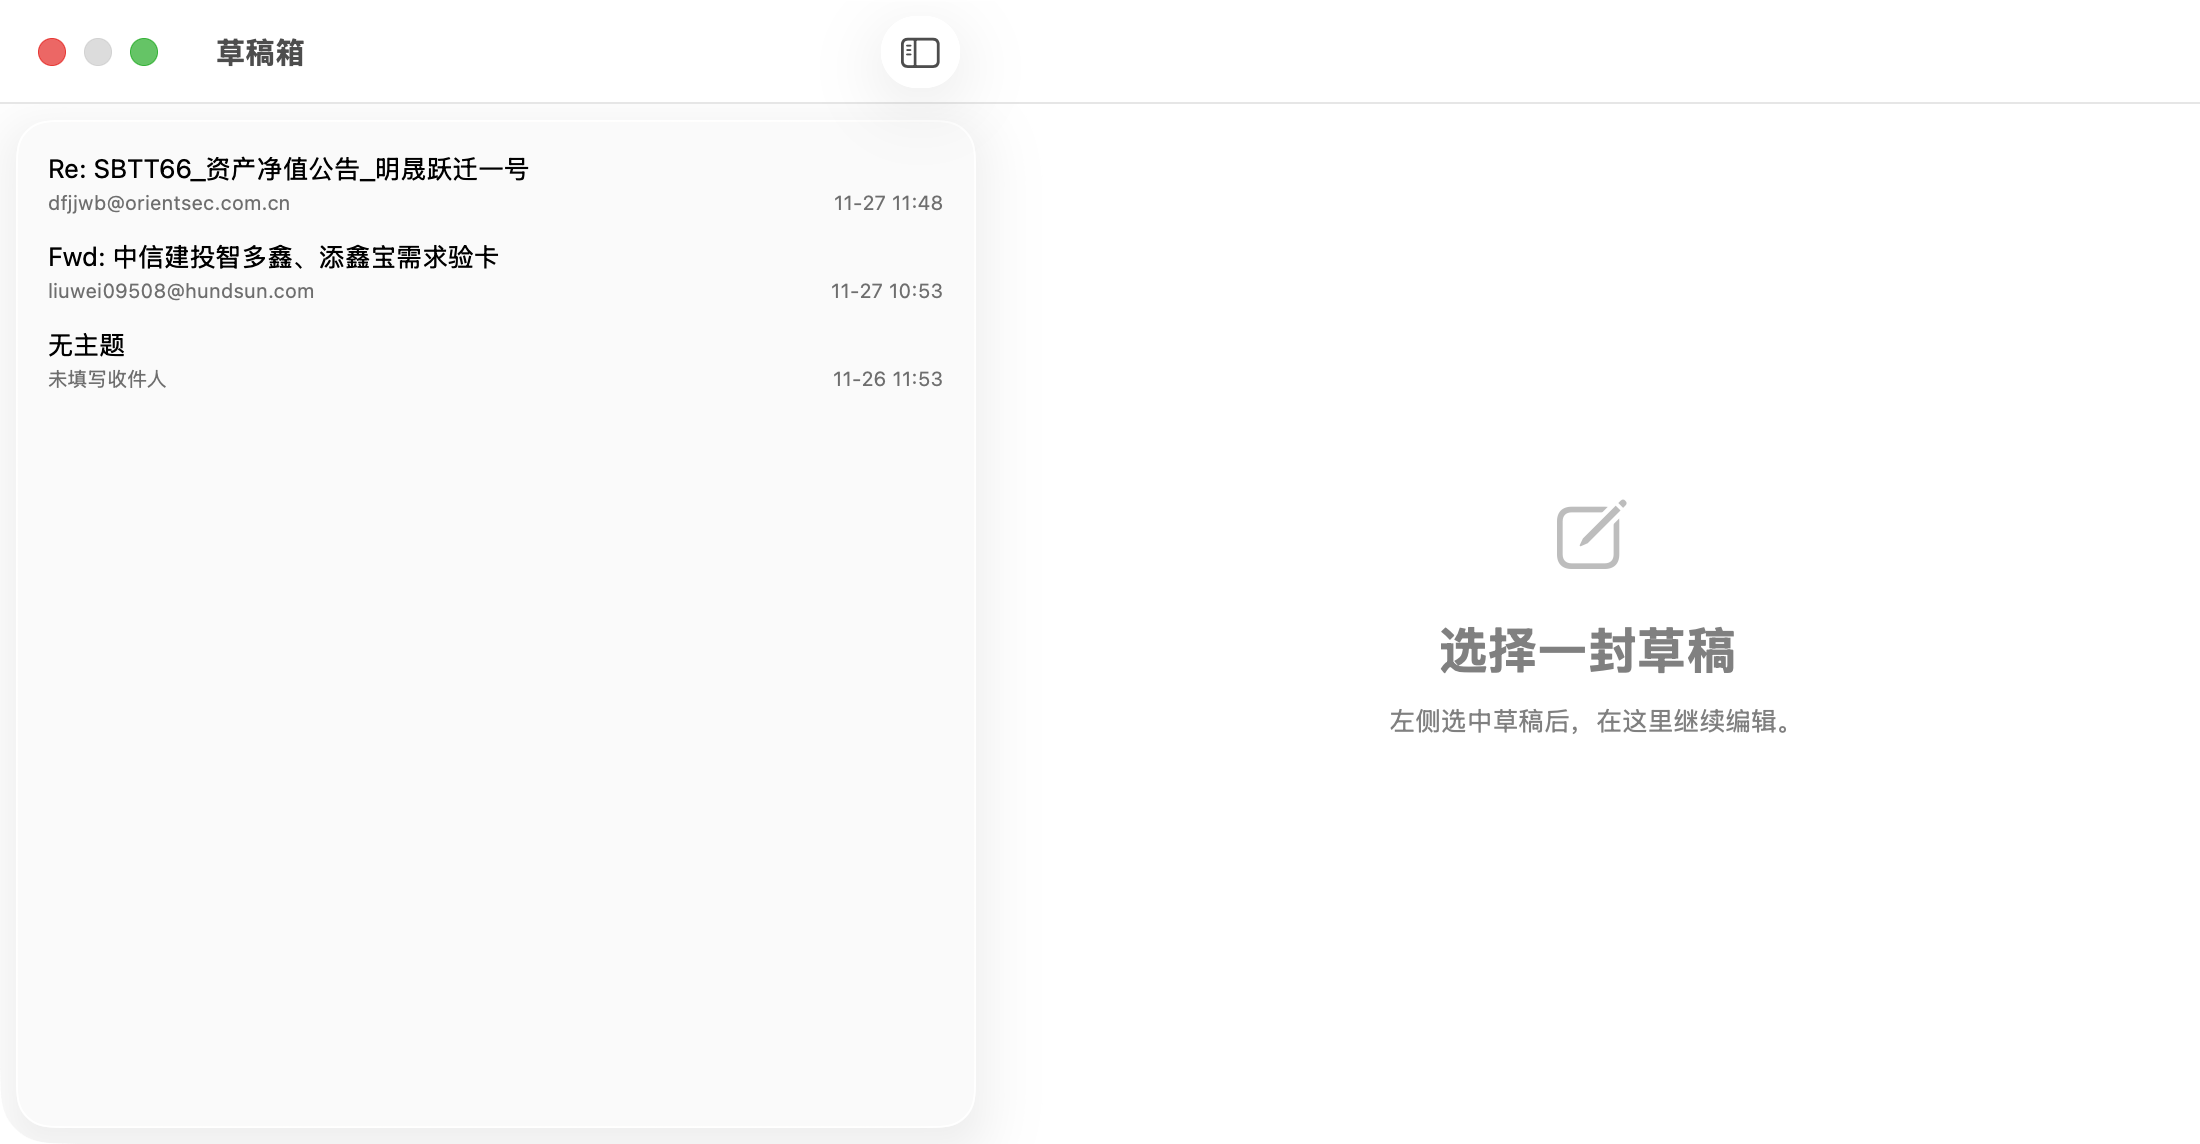 草稿箱
Re: SBTT66_资产净值公告_明晟跃迁一号
dfjjwb@orientsec.com.cn 11-27 11:48
Fwd: 中信建投智多鑫、添鑫宝需求验卡
liuwei09508@hundsun.com 11-27 10:53
无主题
未填写收件人 11-26 11:53
选择一封草稿
左侧选中草稿后，在这里继续编辑。